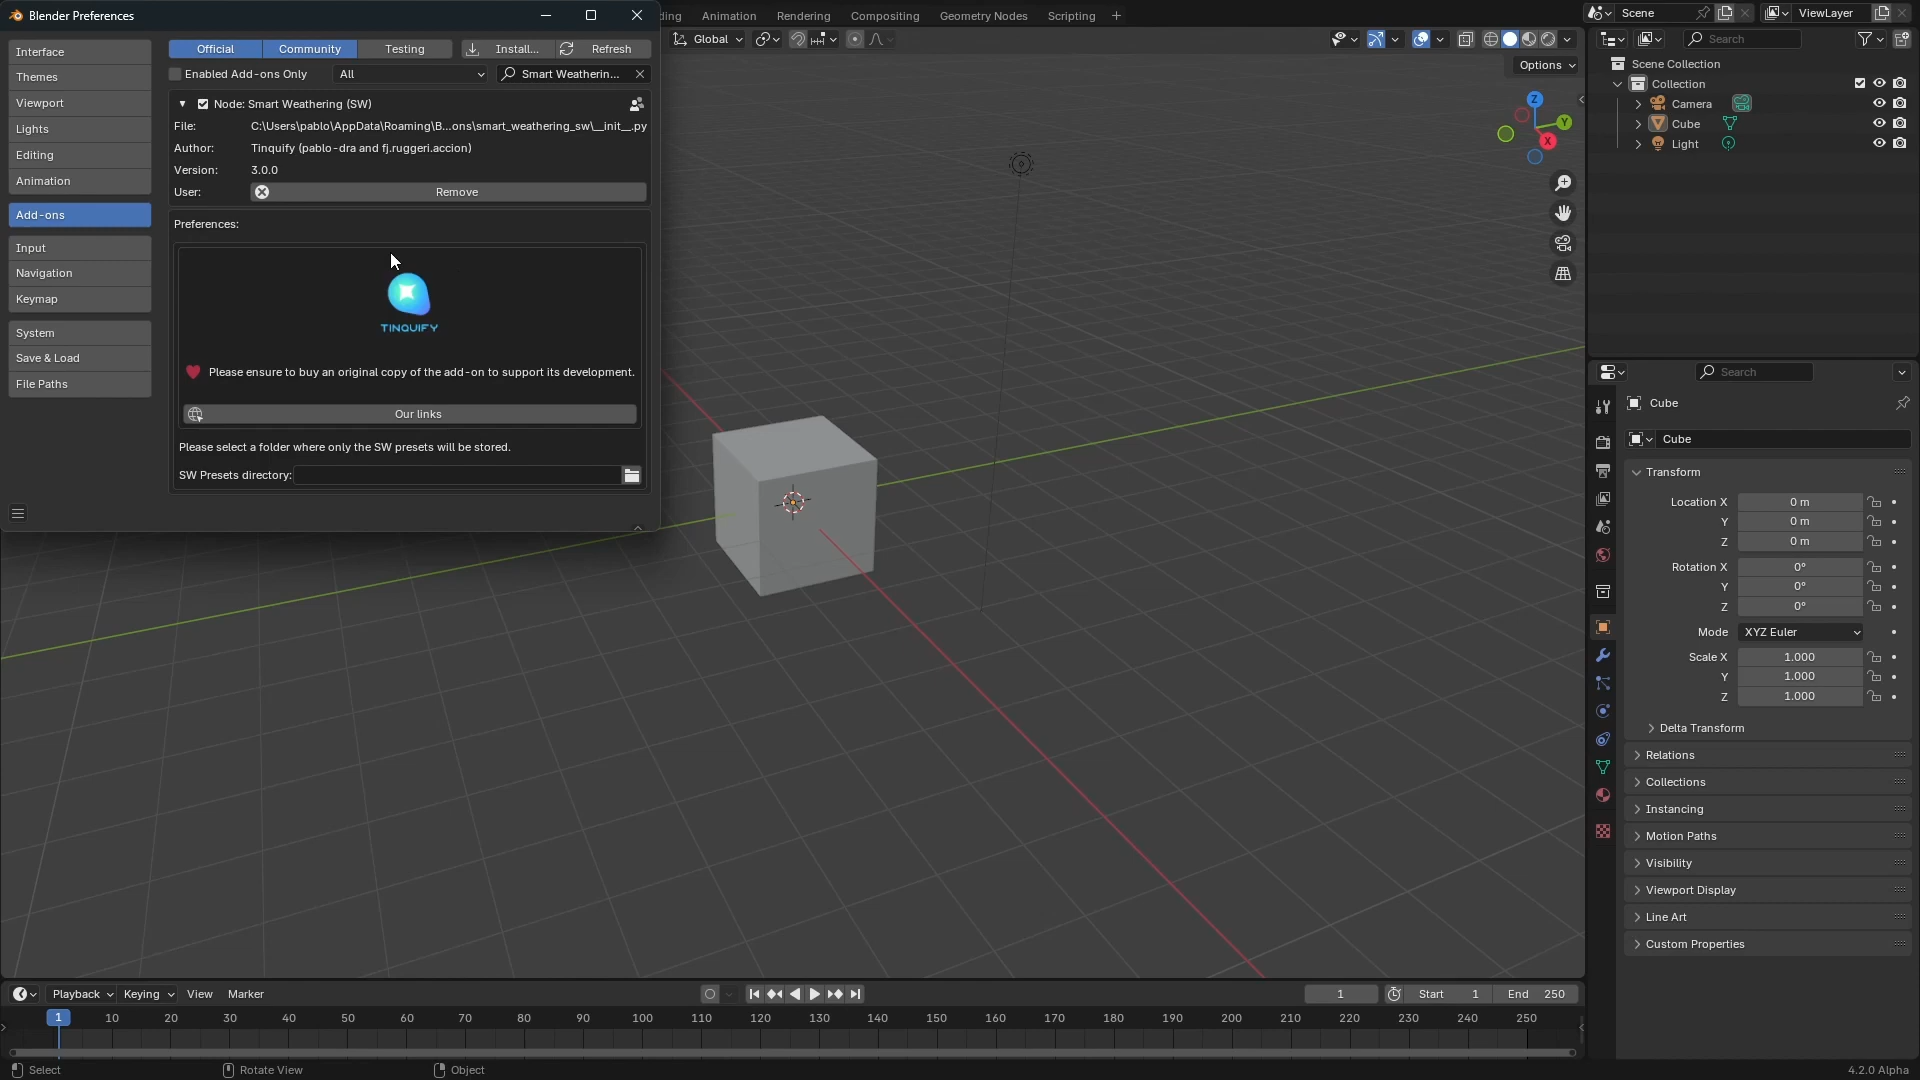 Blender Preferences
Interface
Themes
Viewport
Lights
Editing
Animation
Add-ons
Input
Navigation
Keymap
System
Save & Load
File Paths
Official
Community
Testing
Install...
Refresh
Enabled Add-ons Only
All
Smart Weatherin...
Node: Smart Weathering (SW)
File:
C:\Users\pablo\AppData\Roaming\B...ons\smart_weathering_sw\__init__.py
Author:
Tinquify (pablo-dra and fj.ruggeri.accion)
Version:
3.0.0
User:
Remove
Preferences:
TINQUIFY
Please ensure to buy an original copy of the add-on to support its development.
Our links
Please select a folder where only the SW presets will be stored.
SW Presets directory:
ding
Animation
Rendering
Compositing
Geometry Nodes
Scripting
Global
Options
Z
Y
X
Scene
ViewLayer
Search
Scene Collection
Collection
Camera
Cube
Light
Search
Cube
Cube
Transform
Location X
0 m
Y
0 m
Z
0 m
Rotation X
0°
Y
0°
Z
0°
Mode
XYZ Euler
Scale X
1.000
Y
1.000
Z
1.000
Delta Transform
Relations
Collections
Instancing
Motion Paths
Visibility
Viewport Display
Line Art
Custom Properties
Playback
Keying
View
Marker
1
Start 1
End 250
1 10 20 30 40 50 60 70 80 90 100 110 120 130 140 150 160 170 180 190 200 210 220 230 240 250
Select
Rotate View
Object
4.2.0 Alpha